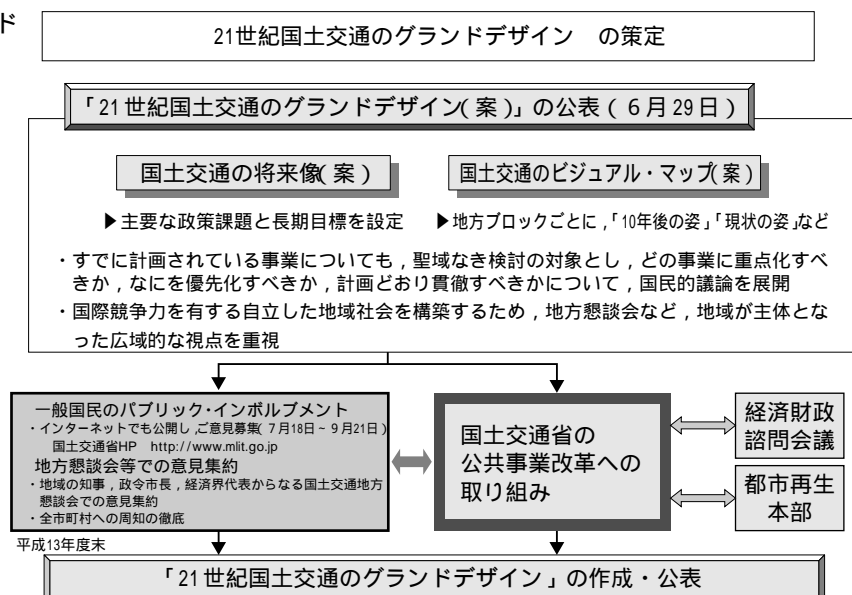 ド
21世紀国土交通のグランドデザイン　の策定
「21世紀国土交通のグランドデザイン(案)」の公表(6月29日)
国土交通の将来像(案)
国土交通のビジュアル・マップ(案)
▶主要な政策課題と長期目標を設定
▶地方ブロックごとに,「10年後の姿」「現状の姿」など
・すでに計画されている事業についても,聖域なき検討の対象とし,どの事業に重点化すべ
きか,なにを優先化すべきか,計画どおり貫徹すべきかについて,国民的議論を展開
・国際競争力を有する自立した地域社会を構築するため,地方懇談会など,地域が主体とな
った広域的な視点を重視
一般国民のパブリック・インボルブメント
・インターネットでも公開し,ご意見募集(7月18日~9月21日)
国土交通省HP　http://www.mlit.go.jp
地方懇談会等での意見集約
・地域の知事,政令市長,経済界代表からなる国土交通地方
懇談会での意見集約
・全市町村への周知の徹底
国土交通省の
公共事業改革への
取り組み
経済財政
諮問会議
都市再生
本部
平成13年度末
「21世紀国土交通のグランドデザイン」の作成・公表